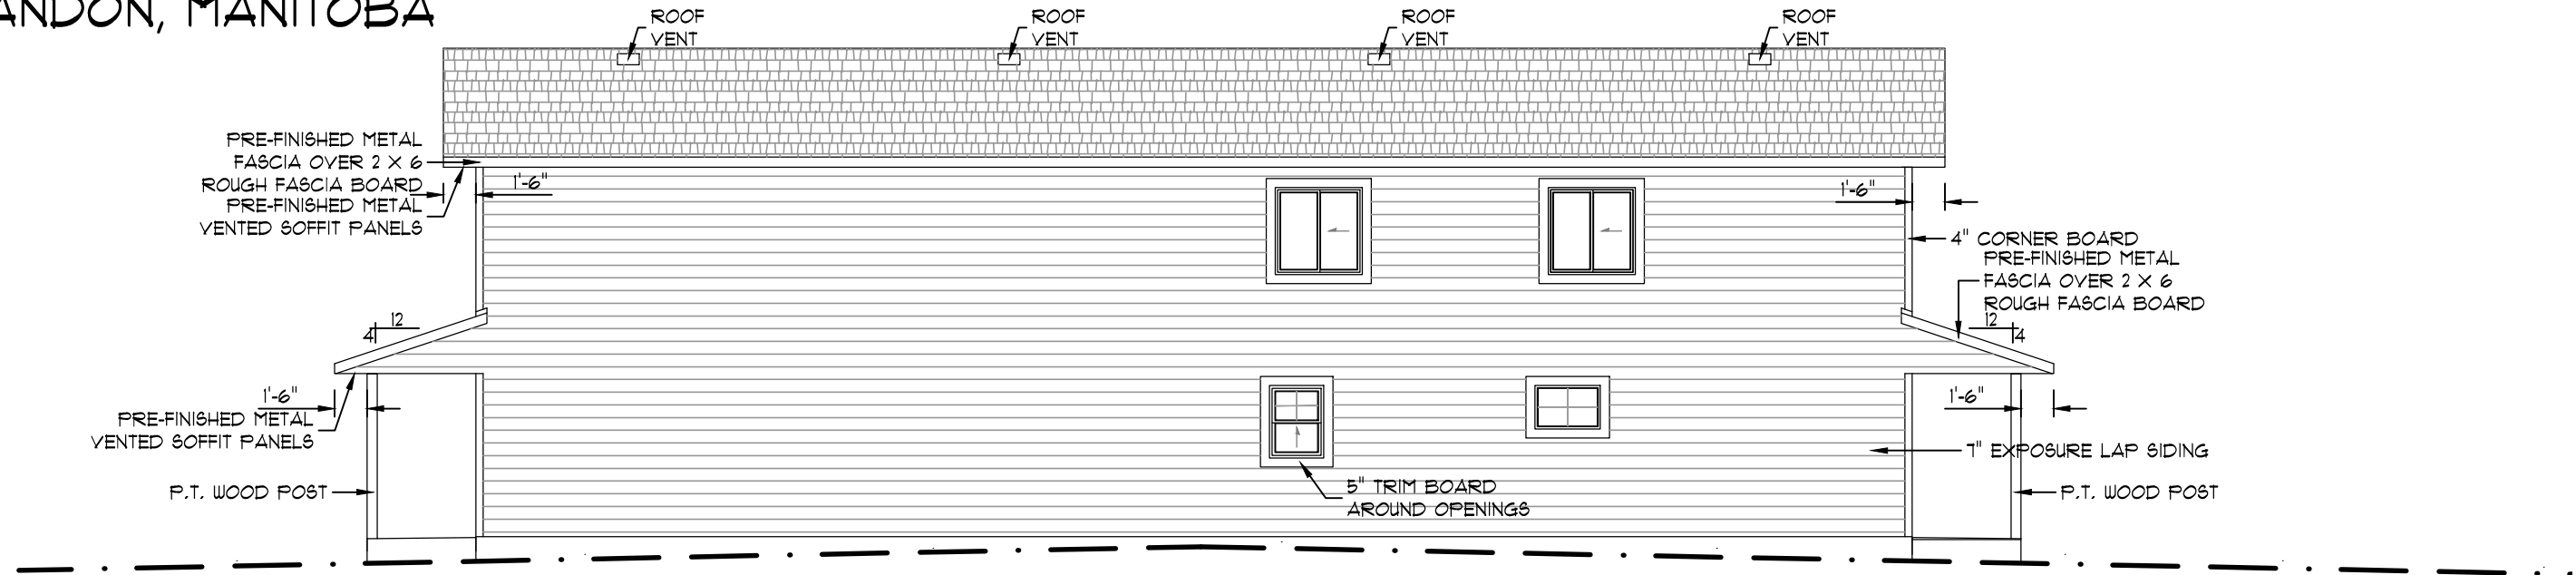 ANDON, MANITOBA
ROOF
VENT
ROOF
VENT
ROOF
VENT
ROOF
VENT
PRE-FINISHED METAL
FASCIA OVER 2 X 6
ROUGH FASCIA BOARD
PRE-FINISHED METAL
VENTED SOFFIT PANELS
1'-6"
1'-6"
4" CORNER BOARD
PRE-FINISHED METAL
FASCIA OVER 2 X 6
ROUGH FASCIA BOARD
12
4
12
4
1'-6"
PRE-FINISHED METAL
VENTED SOFFIT PANELS
P.T. WOOD POST
5" TRIM BOARD
AROUND OPENINGS
1'-6"
7" EXPOSURE LAP SIDING
P.T. WOOD POST